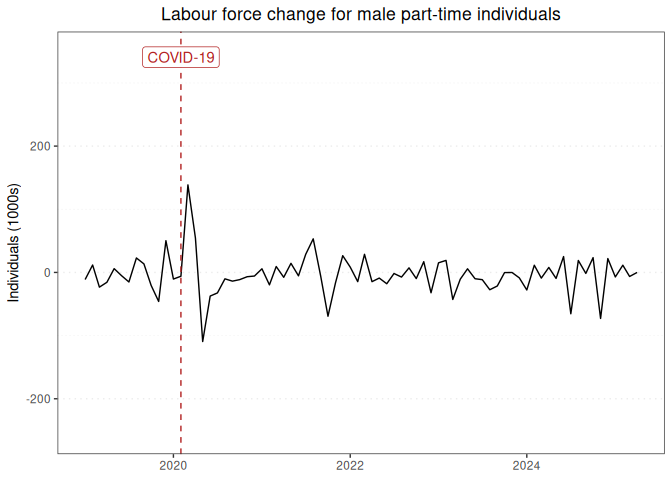 Labour force change for male part-time individuals
COVID-19
Individuals (1000s)
200
0
-200
2020
2022
2024